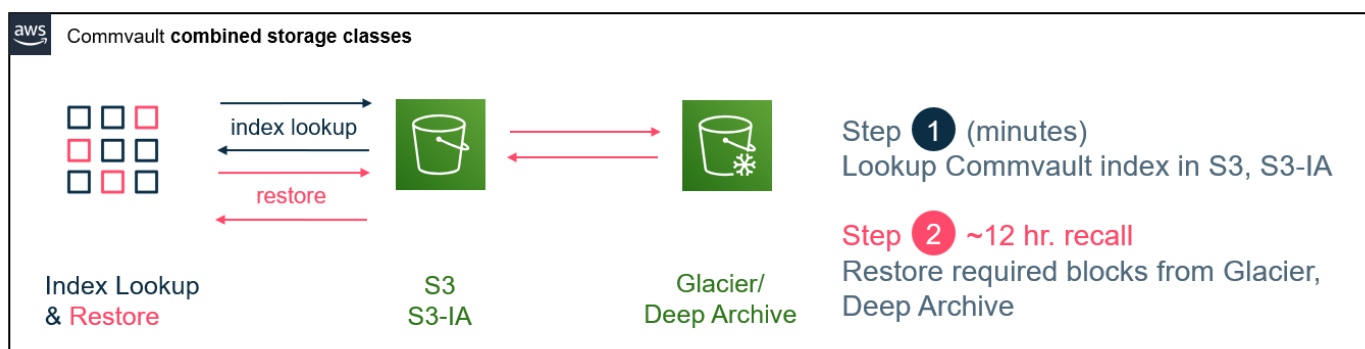 aws
Commvault combined storage classes
index lookup
restore
Index Lookup
& Restore
S3
S3-IA
Glacier/
Deep Archive
Step 1 (minutes)
Lookup Commvault index in S3, S3-IA
Step 2 ~12 hr. recall
Restore required blocks from Glacier,
Deep Archive